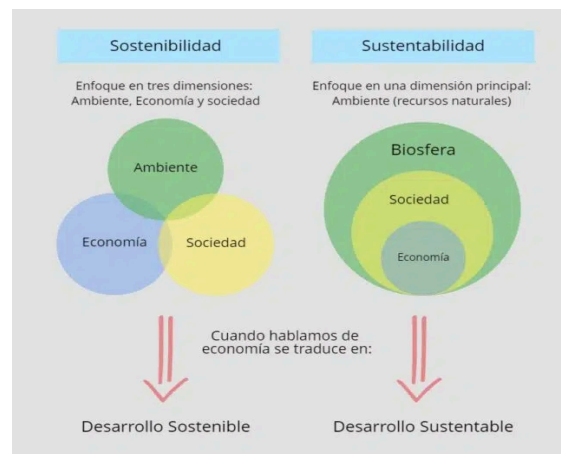 Sostenibilidad
Enfoque en tres dimensiones:
Ambiente, Economía y sociedad
Ambiente
Economía
Sociedad
Sustentabilidad
Enfoque en una dimensión principal:
Ambiente (recursos naturales)
Biosfera
Sociedad
Economía
Cuando hablamos de
economía se traduce en:
Desarrollo Sostenible
Desarrollo Sustentable